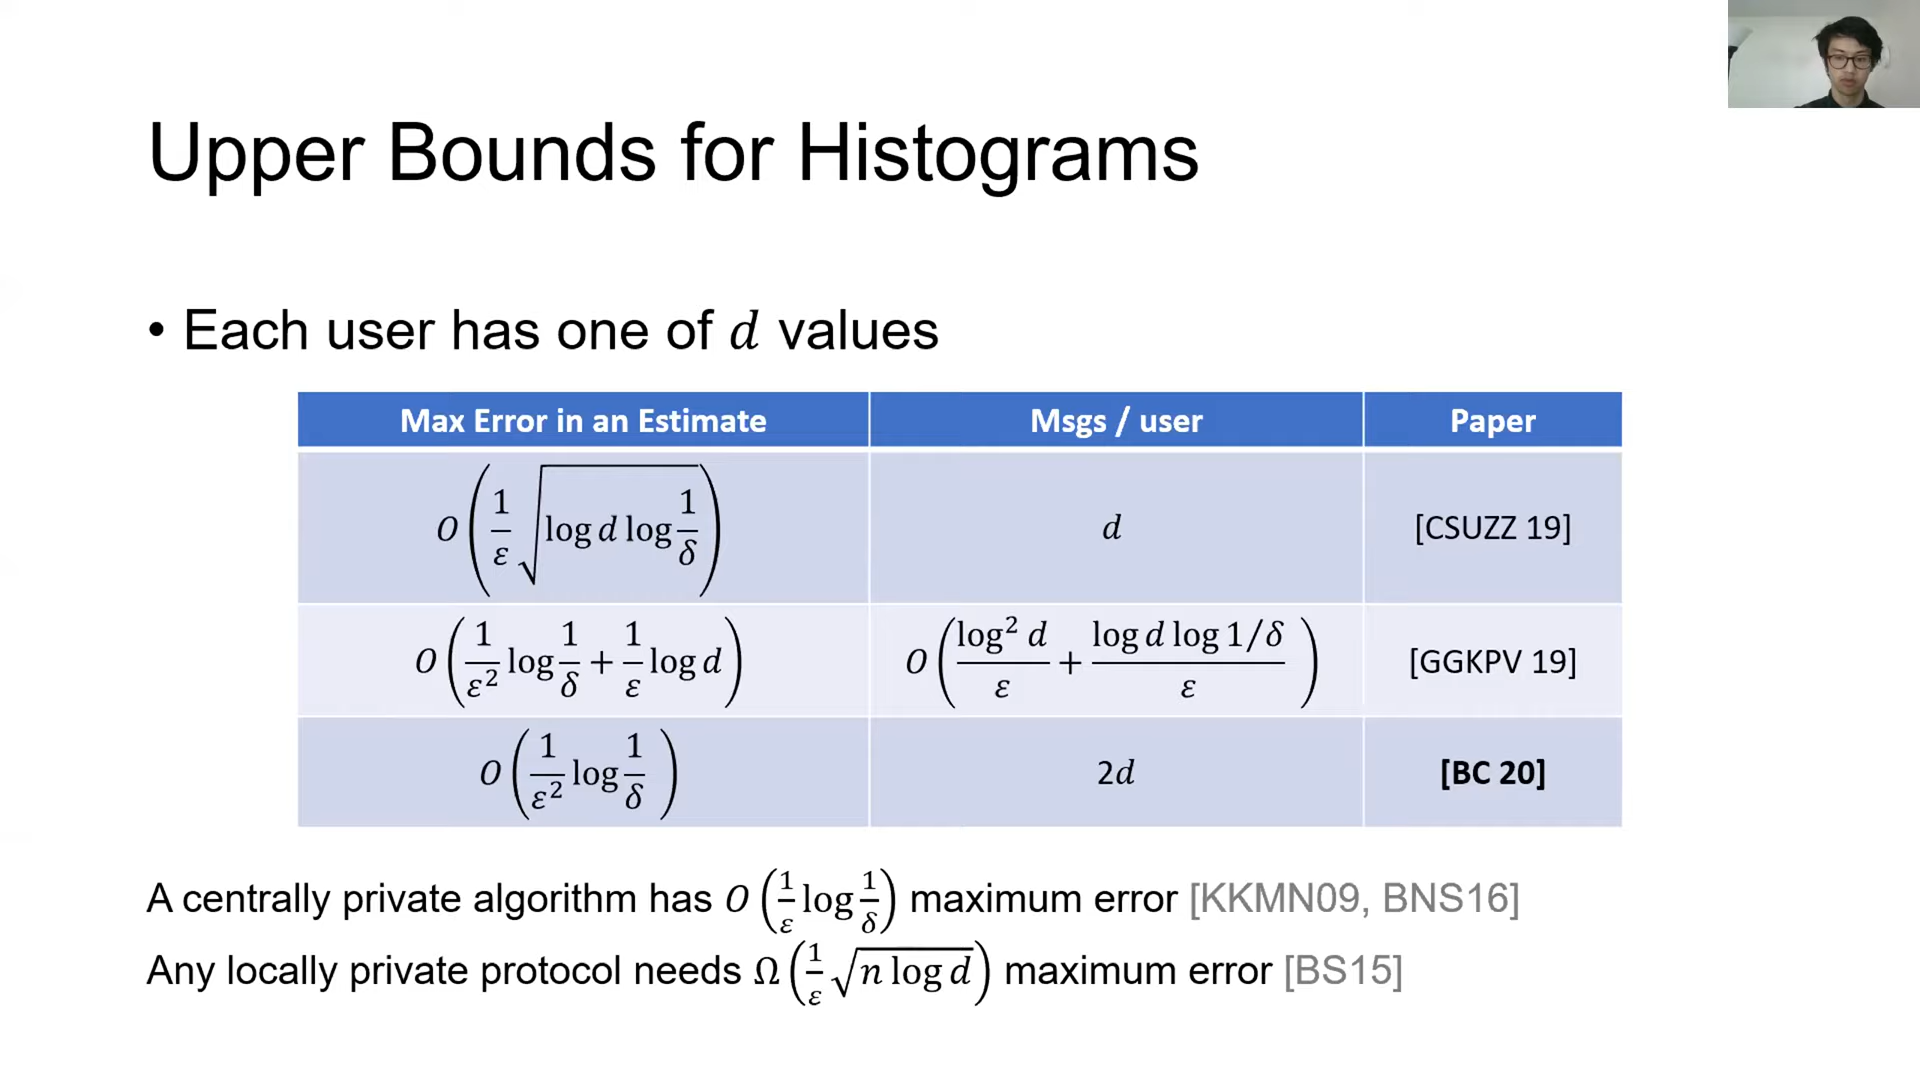 Upper Bounds for Histograms
• Each user has one of d values
Max Error in an Estimate | Msgs / user | Paper
O(1/ε √(log d log 1/δ)) | d | [CSUZZ 19]
O(1/ε² log 1/δ + 1/ε log d) | O(log² d/ε + log d log 1/δ/ε) | [GGKPV 19]
O(1/ε² log 1/δ) | 2d | [BC 20]
A centrally private algorithm has O(1/ε log 1/δ) maximum error [KKMN09, BNS16]
Any locally private protocol needs Ω(1/ε √(n log d)) maximum error [BS15]